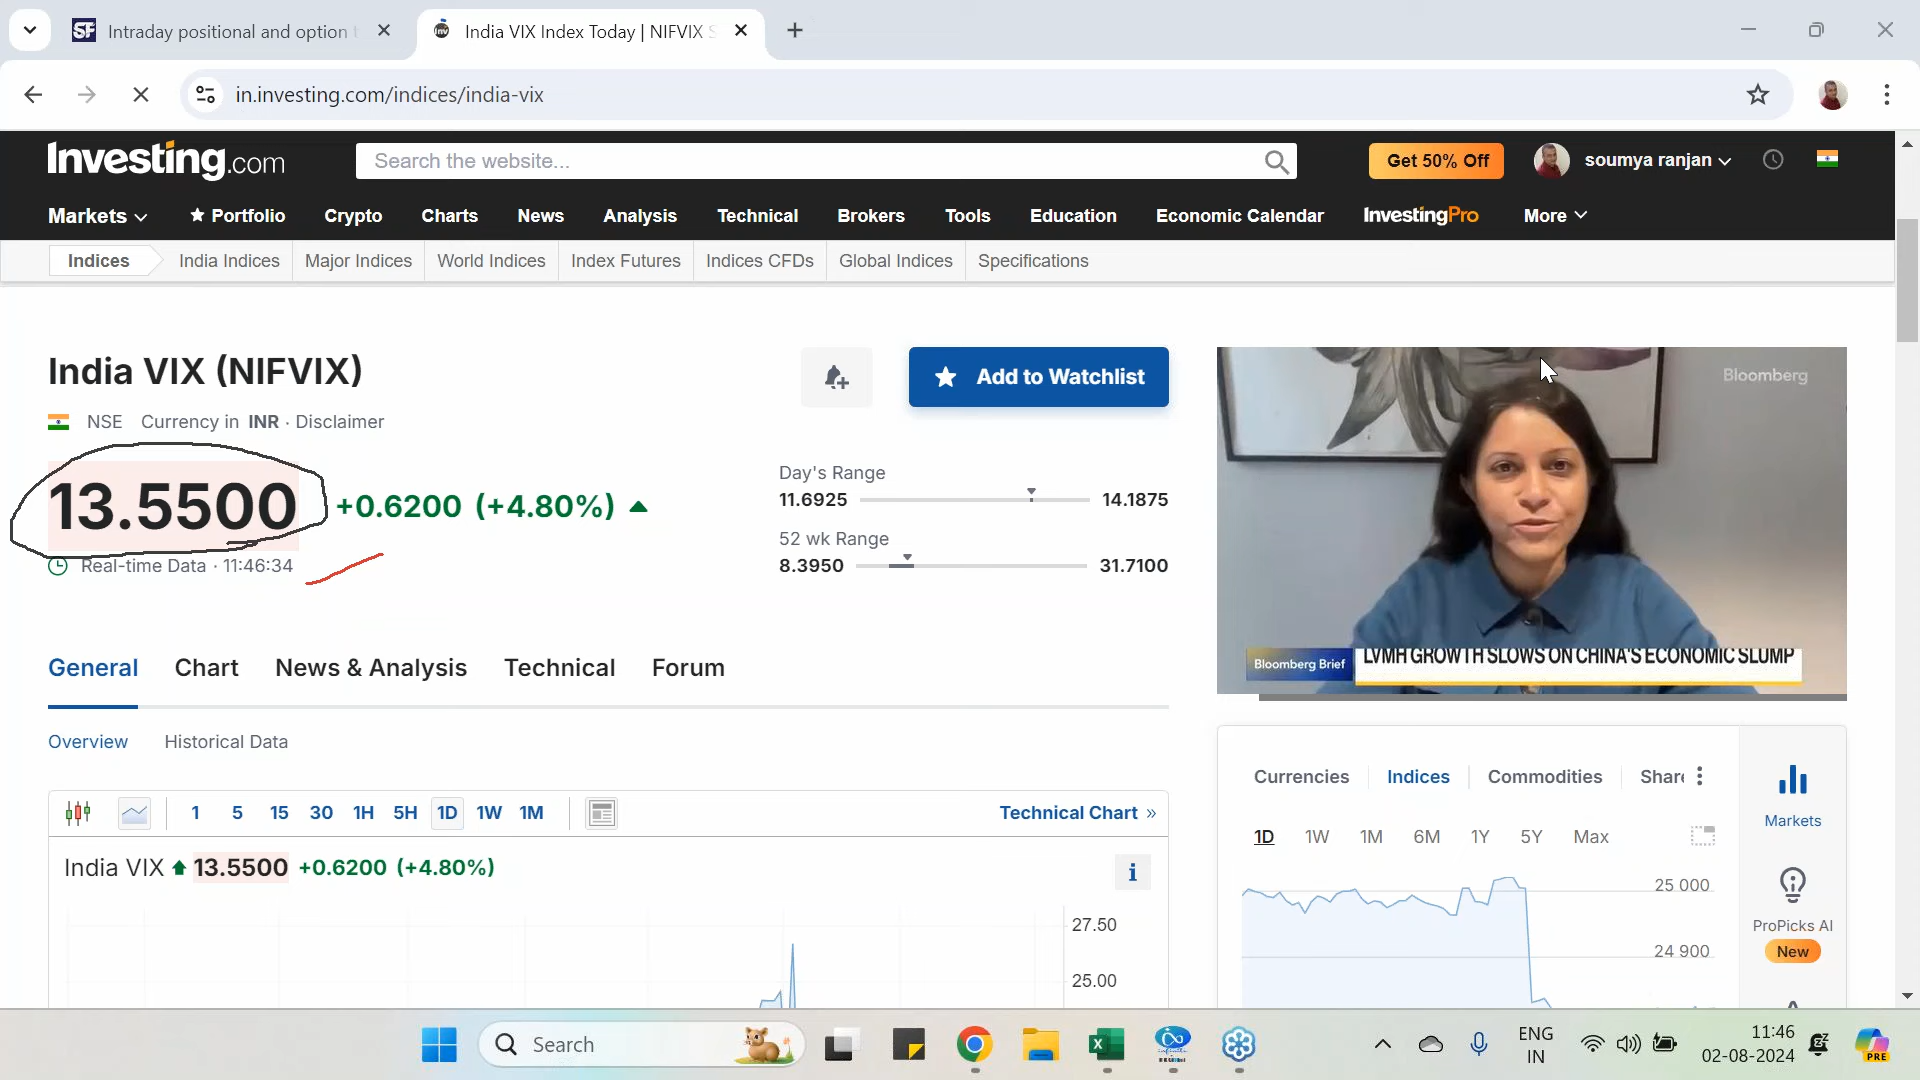 SF Intraday positional and option t
India VIX Index Today | NIFVIX S
in.investing.com/indices/india-vix
Investing.com
Search the website...
Get 50% Off
soumya ranjan
Markets
Portfolio
Crypto
Charts
News
Analysis
Technical
Brokers
Tools
Education
Economic Calendar
InvestingPro
More
Indices
India Indices
Major Indices
World Indices
Index Futures
Indices CFDs
Global Indices
Specifications
India VIX (NIFVIX)
Add to Watchlist
NSE Currency in INR · Disclaimer
13.5500 +0.6200 (+4.80%)
Real-time Data · 11:46:34
Day's Range
11.6925 14.1875
52 wk Range
8.3950 31.7100
Bloomberg
Bloomberg Brief
LVMH GROWTH SLOWS ON CHINA'S ECONOMIC SLUMP
General
Chart
News & Analysis
Technical
Forum
Overview
Historical Data
1 5 15 30 1H 5H 1D 1W 1M
Technical Chart »
India VIX 13.5500 +0.6200 (+4.80%)
i
27.50
25.00
Currencies
Indices
Commodities
Share
1D 1W 1M 6M 1Y 5Y Max
25 000
24 900
Markets
ProPicks AI
New
Search
PRE
ENG
IN
11:46
02-08-2024